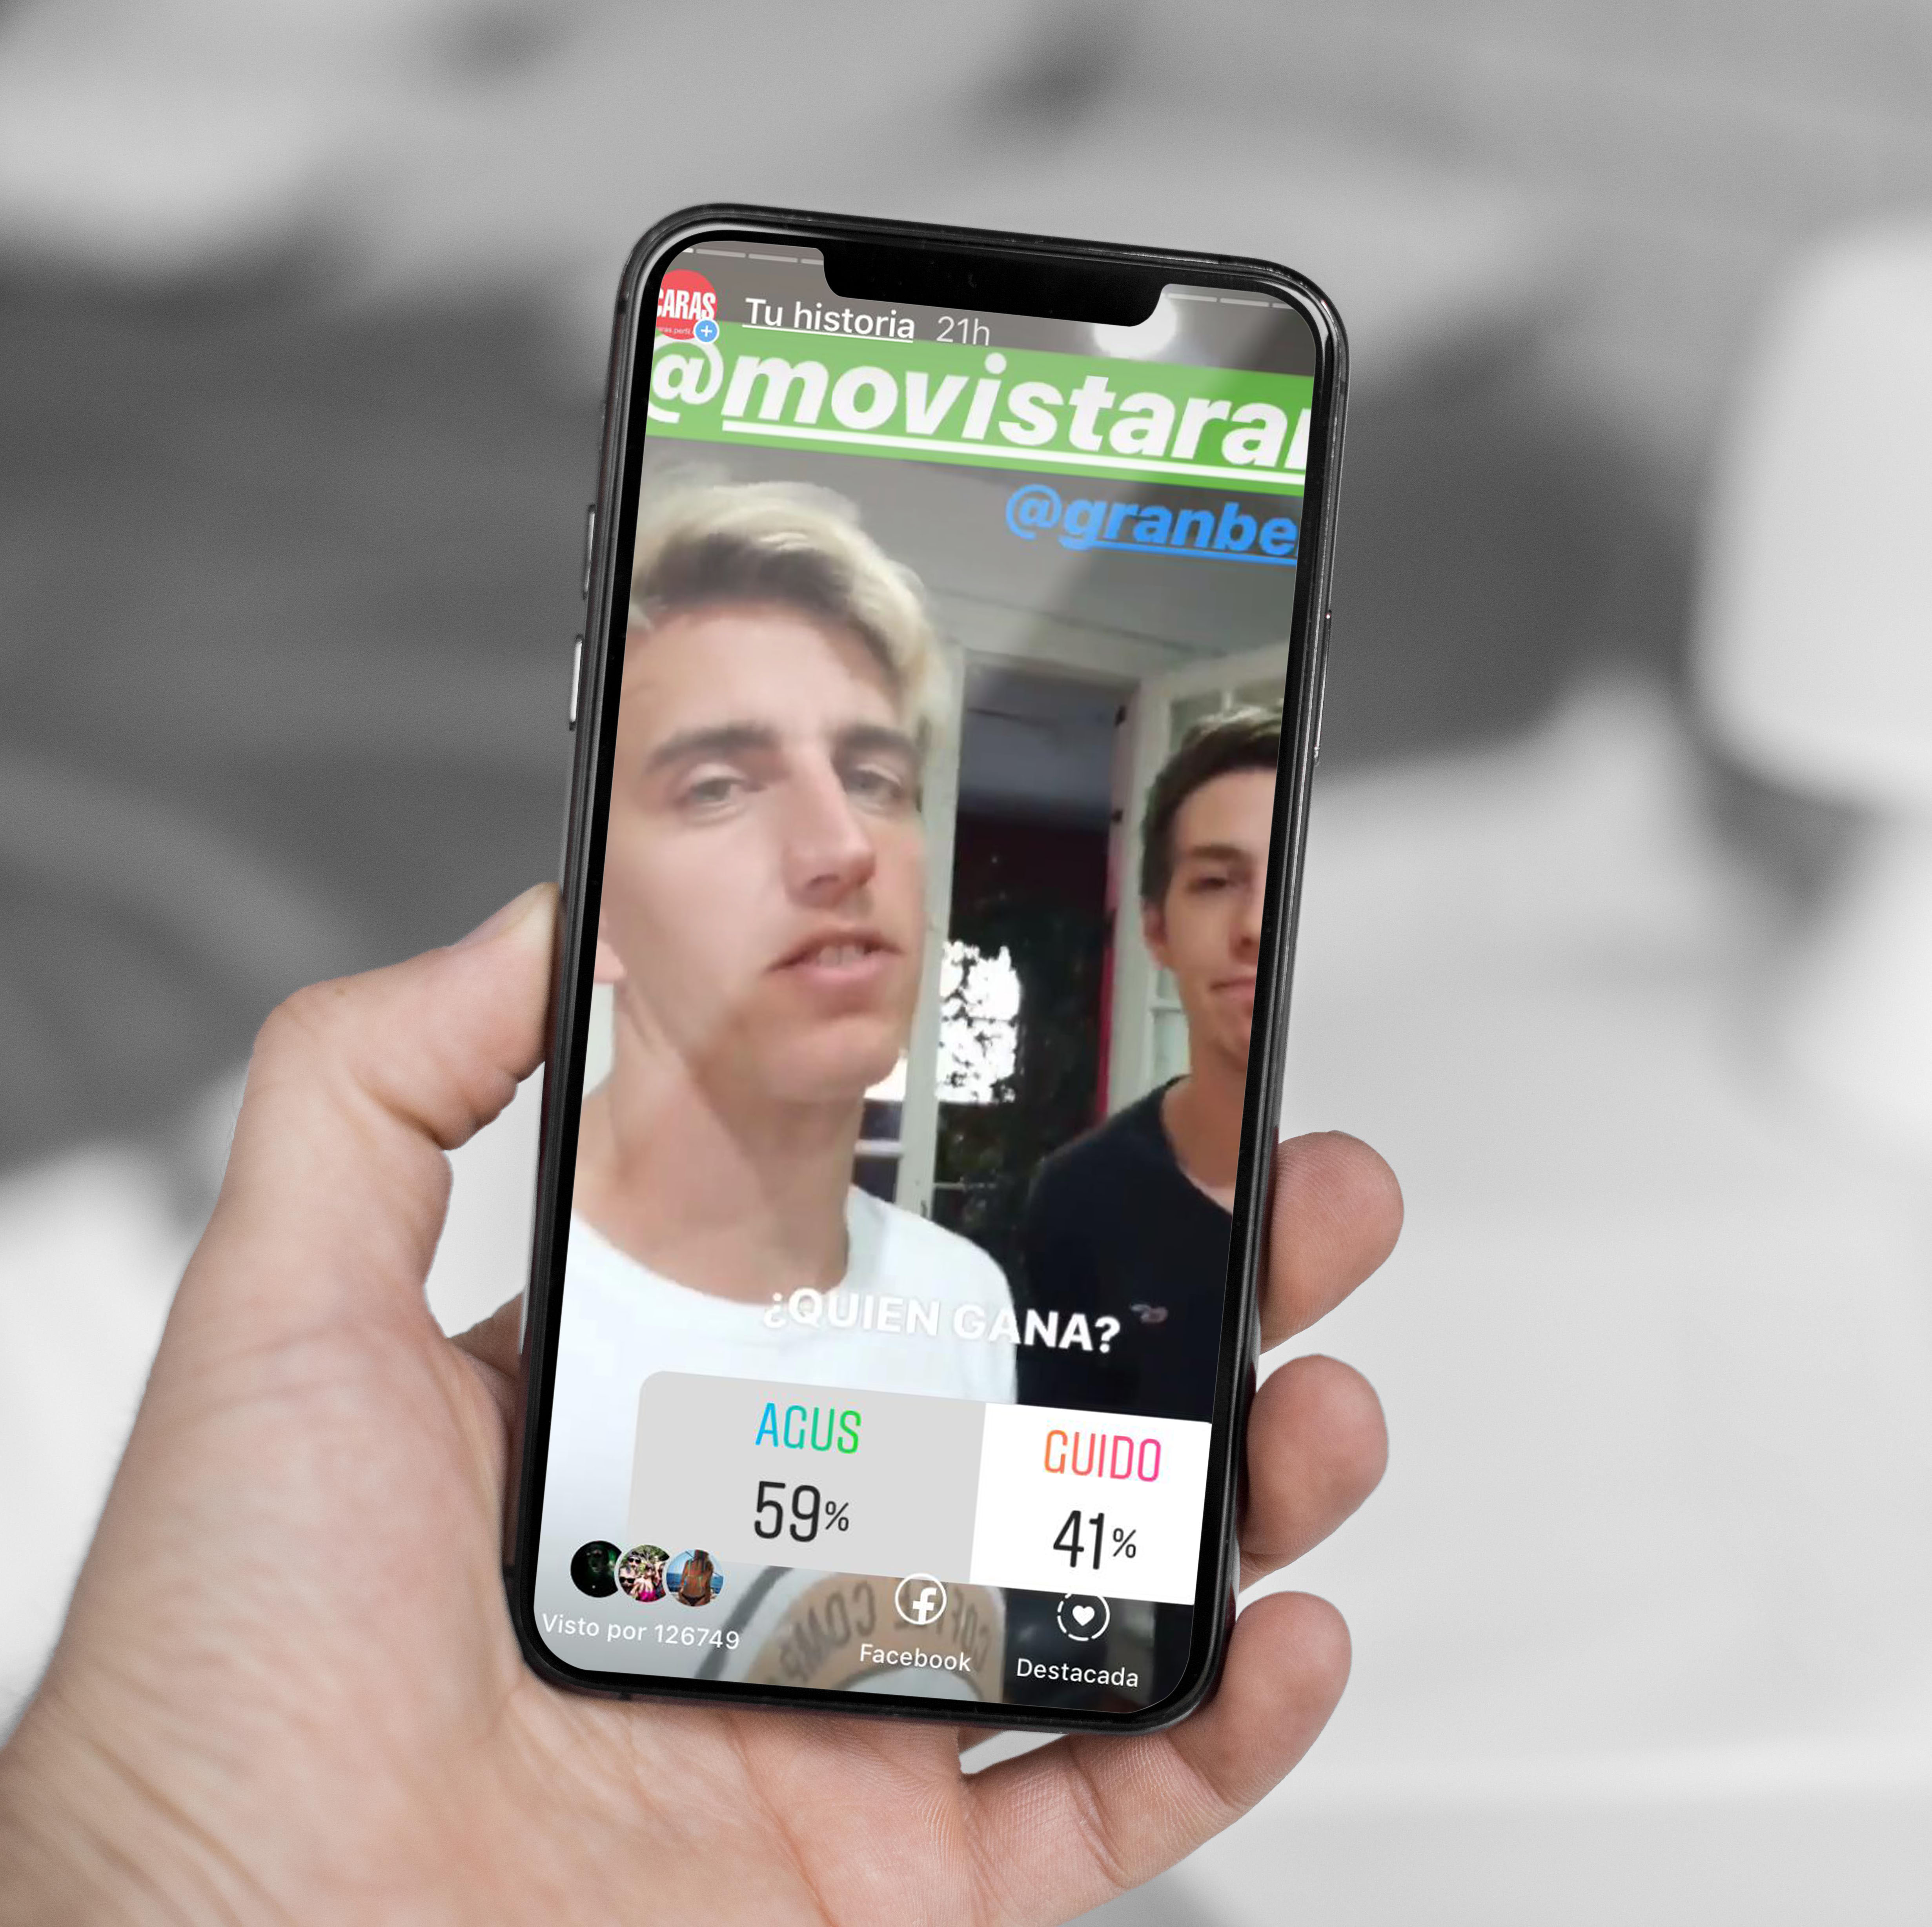 CARAS
Tu historia 21h
@movistarar
@granbe
¿QUIEN GANA?
AGUS
GUIDO
59%
41%
Visto por 126749
Facebook
Destacada